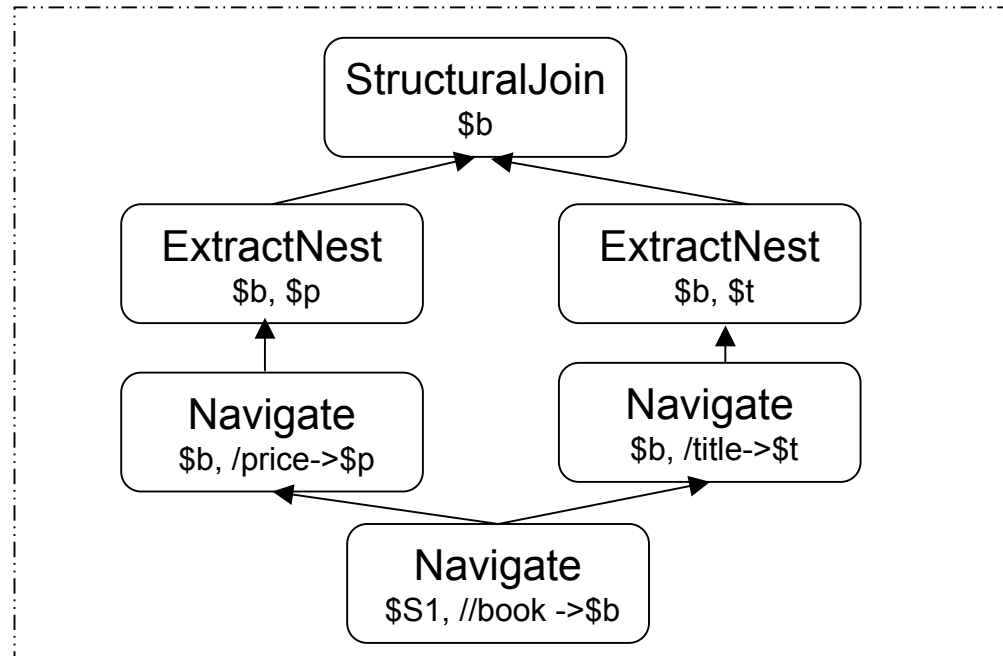 StructuralJoin
$b
ExtractNest
$b, $p
ExtractNest
$b, $t
Navigate
$b, /price->$p
Navigate
$b, /title->$t
Navigate
$S1, //book ->$b